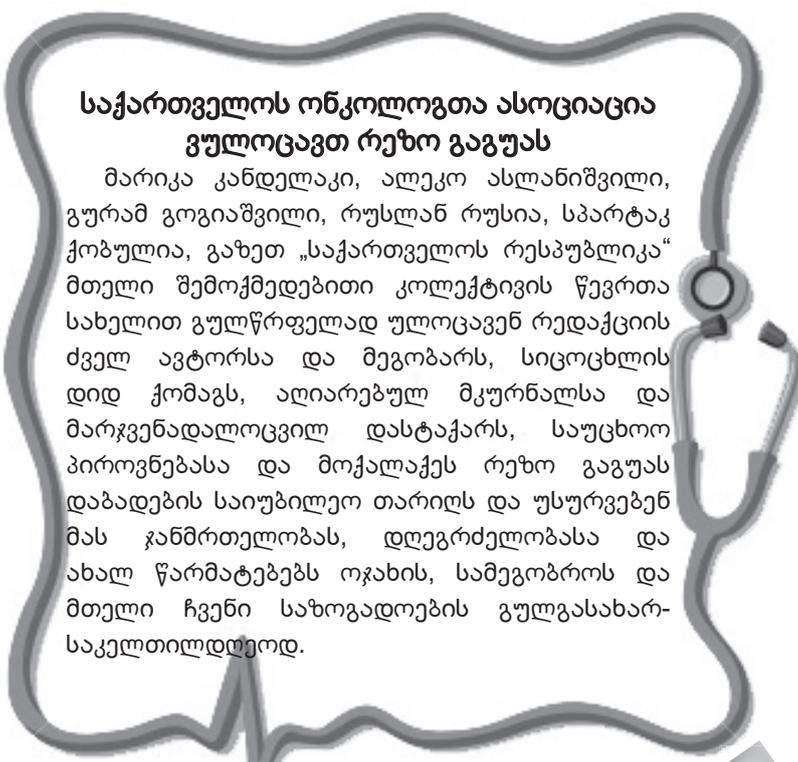 საქართველოს ონკოლოგთა ასოციაცია
ვულოცავთ რეზო გაგუას
მარიკა კანდელაკი, ალეკო ასლანიშვილი,
გურამ გოგიაშვილი, რუსლან რუსია, სპარტაკ
ქობულია, გაზეთ „საქართველოს რესპუბლიკა“
მთელი შემოქმედებითი კოლექტივის წევრთა
სახელით გულწრფელად ულოცავენ რედაქციის
ძველ ავტორსა და მეგობარს, სიცოცხლის
დიდ ქომაგს, აღიარებულ მკურნალსა და
მარჯვენადალოცვილ დასტაქარს, საუცხოო
პიროვნებასა და მოქალაქეს რეზო გაგუას
დაბადების საიუბილეო თარიღს და უსურვებენ
მას ჯანმრთელობას, დღეგრძელობასა და
ახალ წარმატებებს ოჯახის, სამეგობროს და
მთელი ჩვენი საზოგადოების გულგასახარ-
საკელთილდღეოდ.